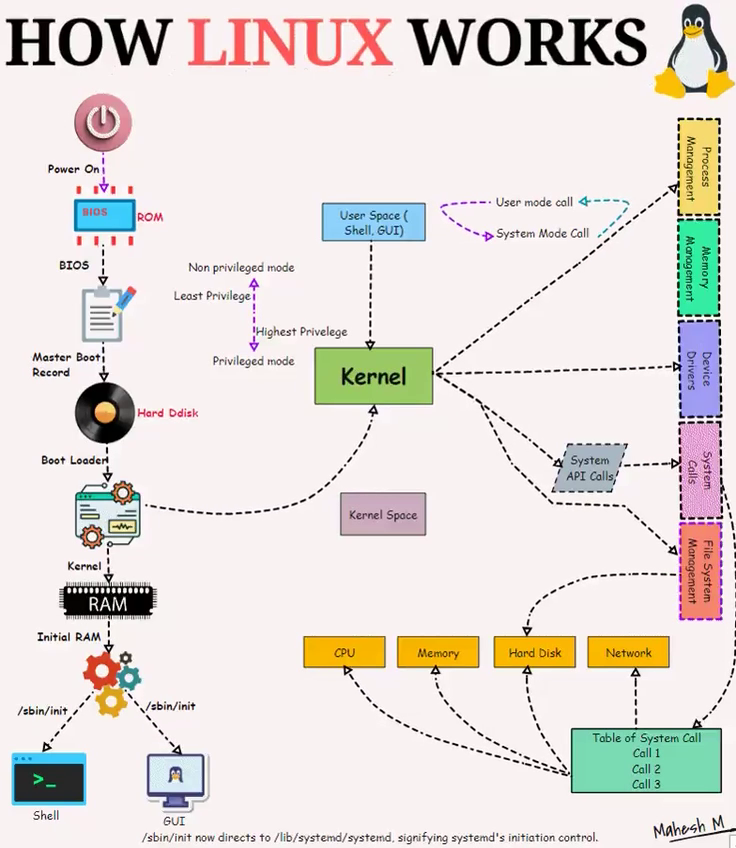 HOW LINUX WORKS
Power On
BIOS
ROM
BIOS
Master Boot
Record
Hard Ddisk
Boot Loader
Kernel
RAM
Initial RAM
/sbin/init
/sbin/init
>_
Shell
GUI
Non privileged mode
Least Privilege
Highest Privelege
Privileged mode
User Space (
Shell, GUI)
User mode call
System Mode Call
Kernel
Kernel Space
System
API Calls
Process
Management
Memory
Management
Device
Drivers
System
Calls
File System
Management
CPU
Memory
Hard Disk
Network
Table of System Call
Call 1
Call 2
Call 3
/sbin/init now directs to /lib/systemd/systemd, signifying systemd's initiation control.
Mahesh M